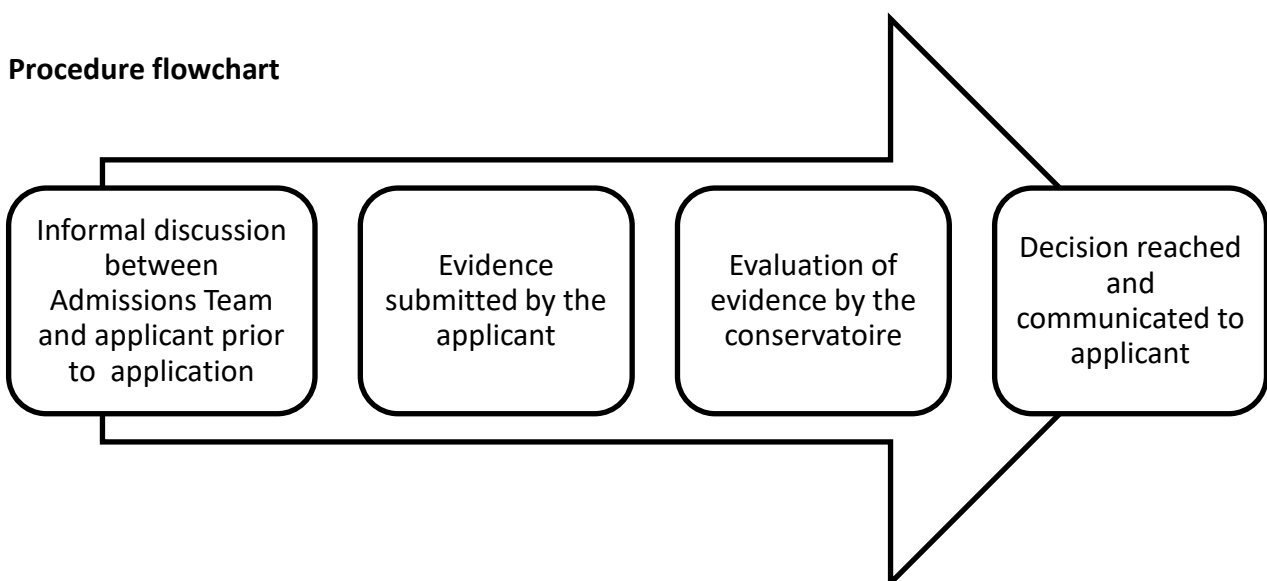 Procedure flowchart
Informal discussion
between
Admissions Team
and applicant prior
to application
Evidence
submitted by the
applicant
Evaluation of
evidence by the
conservatoire
Decision reached
and
communicated to
applicant